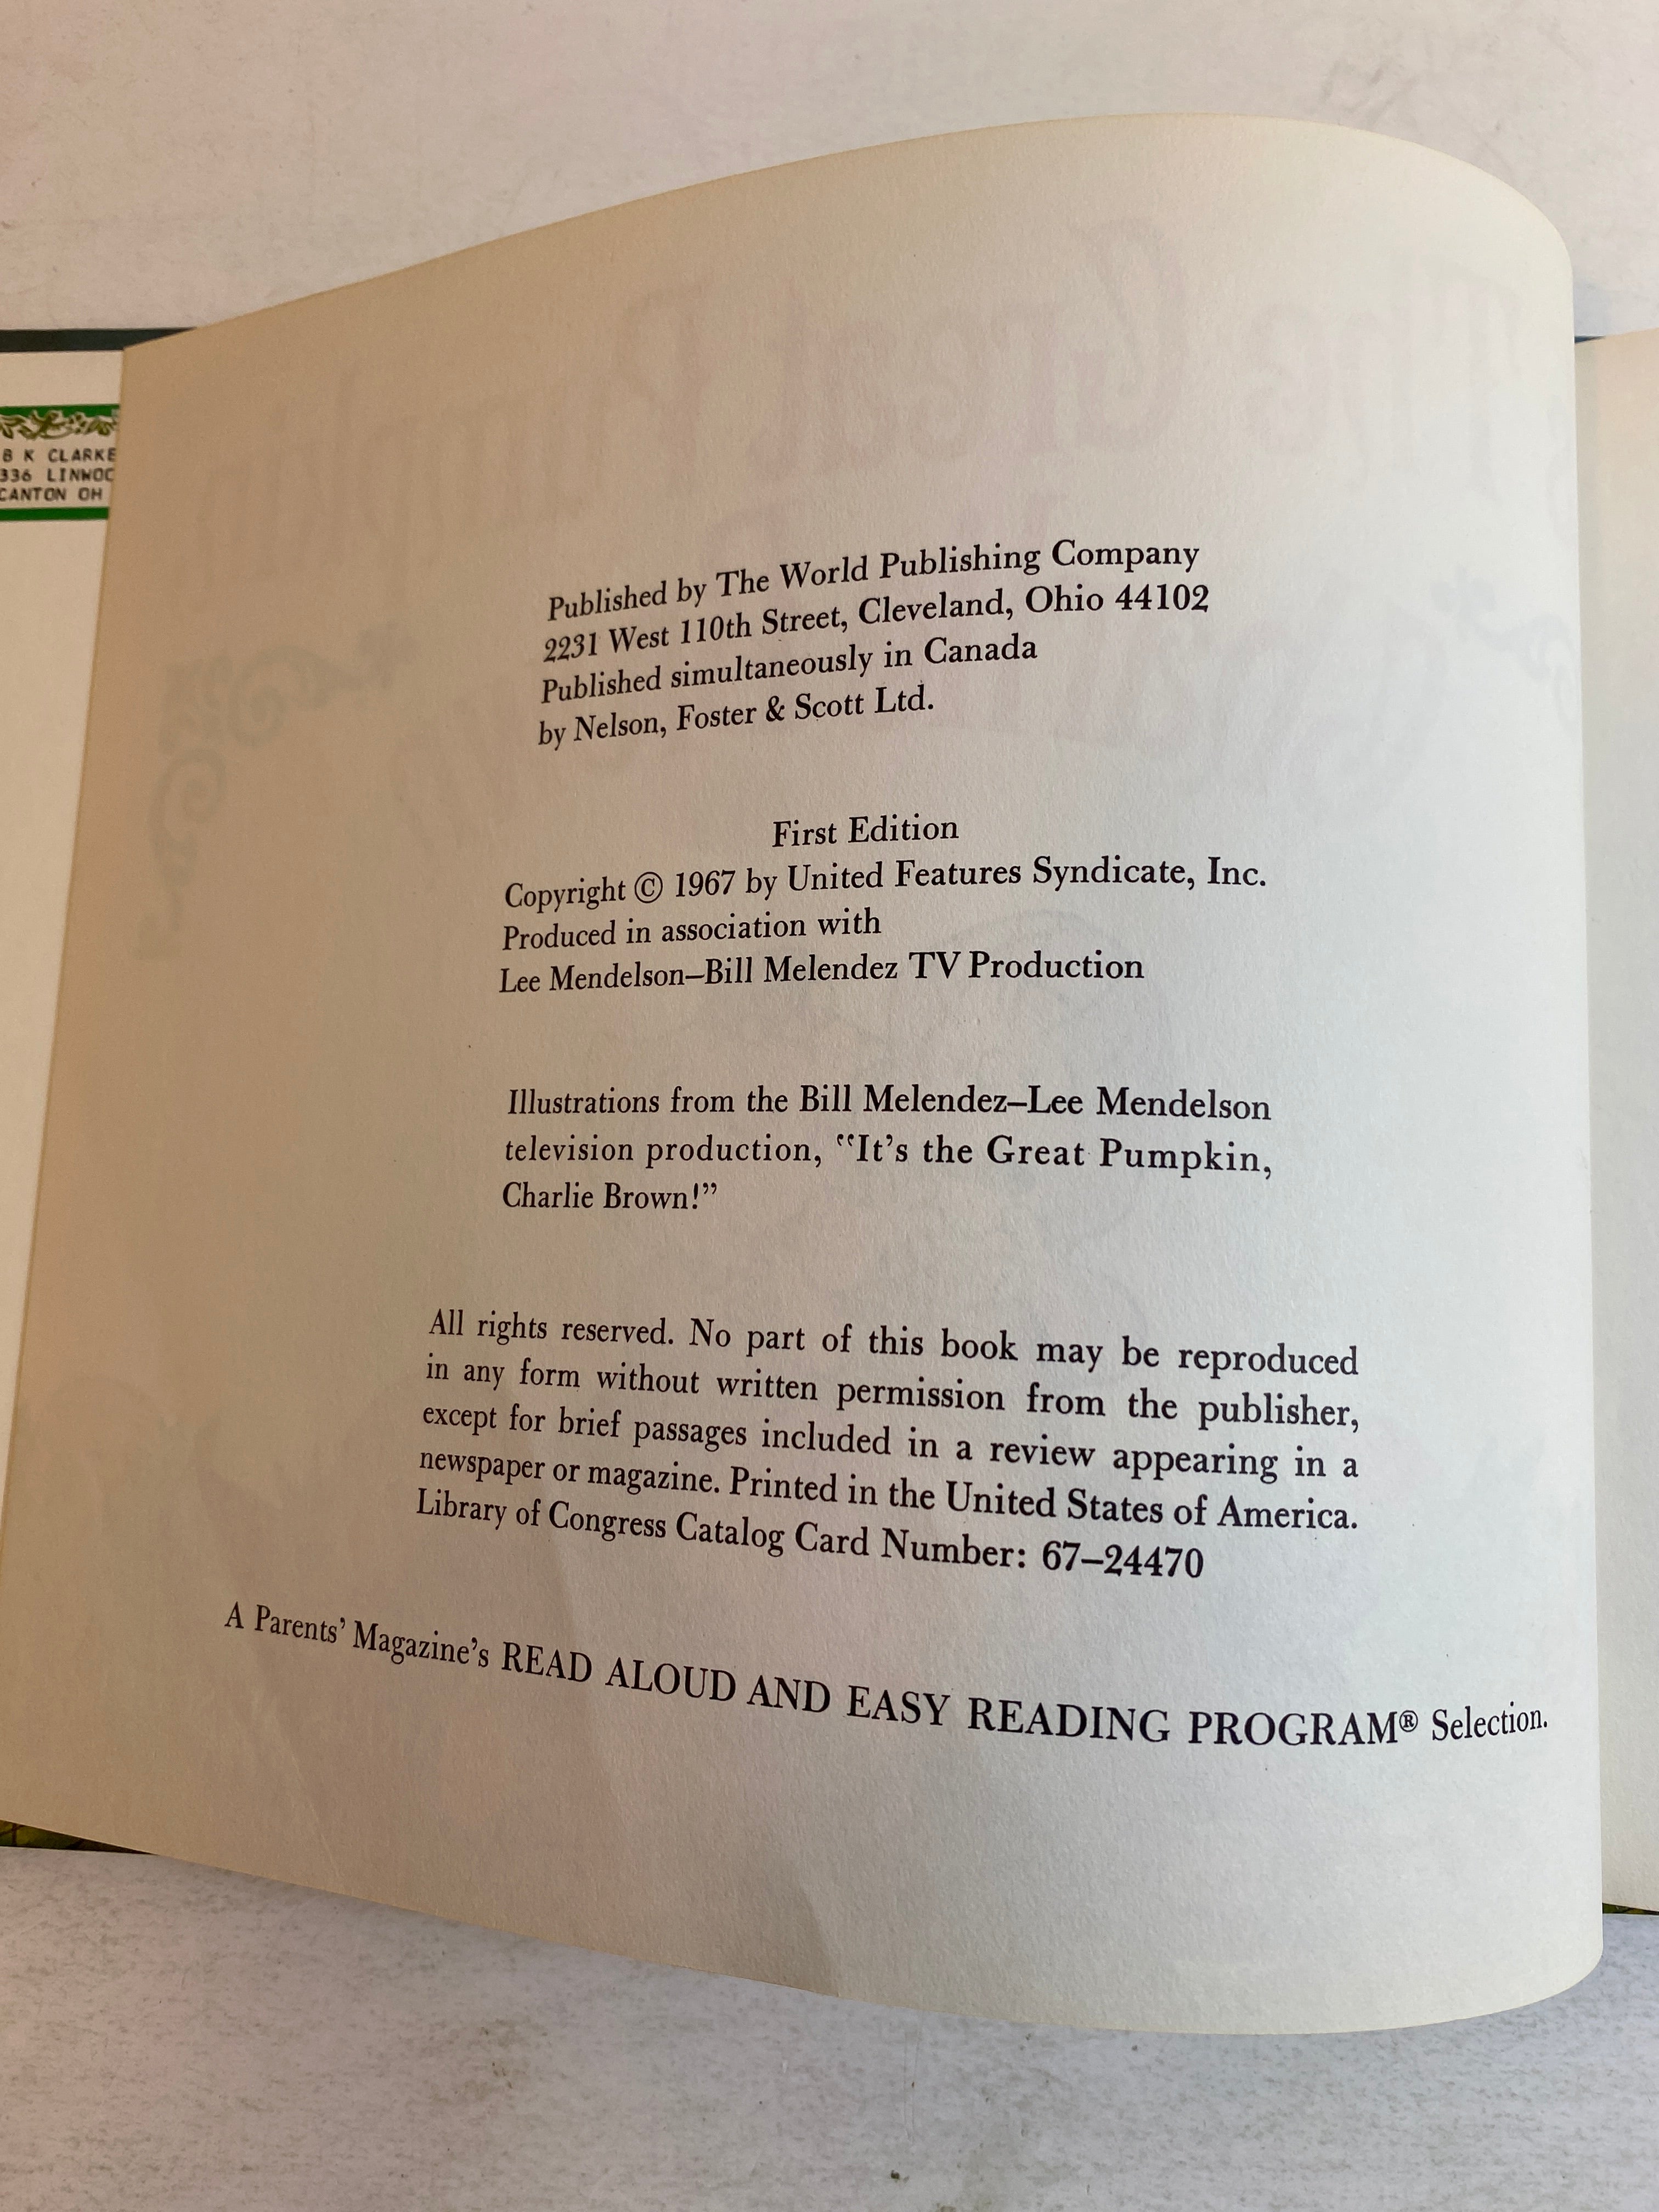 B K CLARKE
336 LINWOO
CANTON OH
Published by The World Publishing Company
2231 West 110th Street, Cleveland, Ohio 44102
Published simultaneously in Canada
by Nelson, Foster & Scott Ltd.
First Edition
Copyright © 1967 by United Features Syndicate, Inc.
Produced in association with
Lee Mendelson–Bill Melendez TV Production
Illustrations from the Bill Melendez–Lee Mendelson
television production, “It’s the Great Pumpkin,
Charlie Brown!”
All rights reserved. No part of this book may be reproduced
in any form without written permission from the publisher,
except for brief passages included in a review appearing in a
newspaper or magazine. Printed in the United States of America.
Library of Congress Catalog Card Number: 67–24470
A Parents’ Magazine’s READ ALOUD AND EASY READING PROGRAM® Selection.